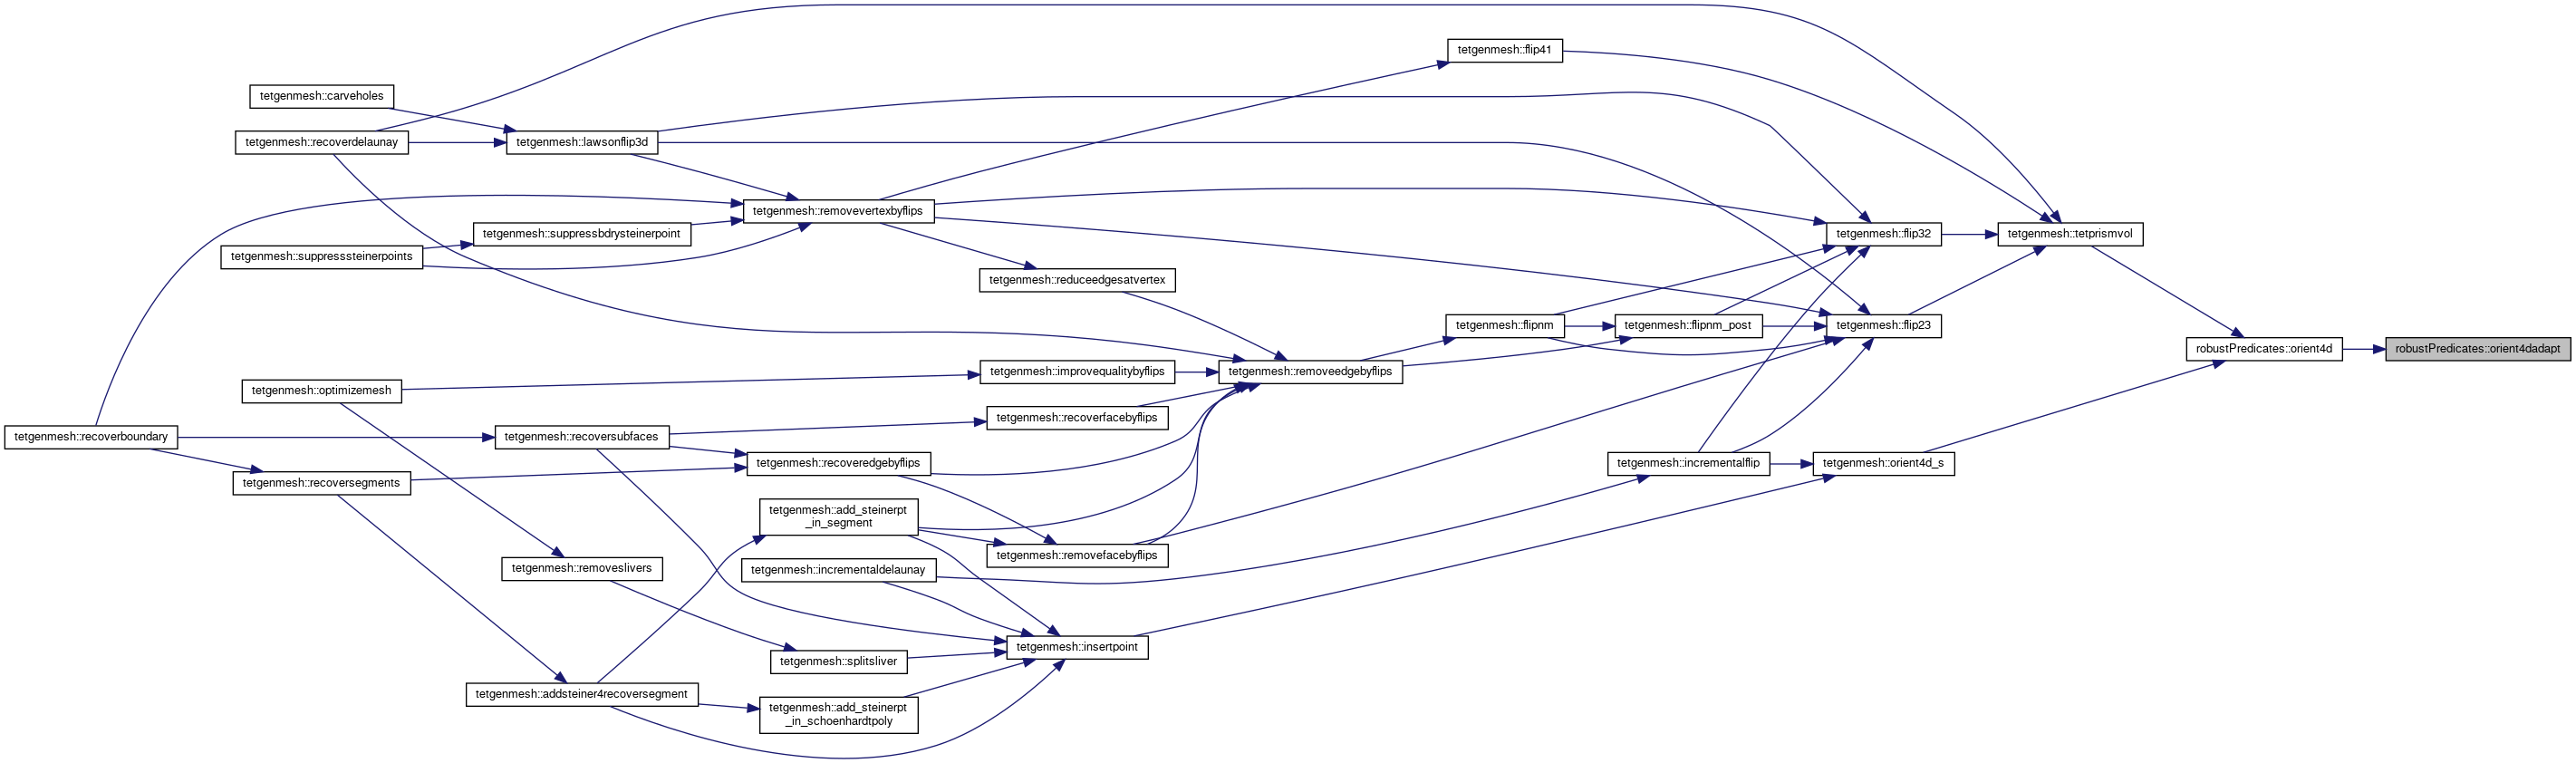 tetgenmesh::flip41
tetgenmesh::carveholes
tetgenmesh::recoverdelaunay
tetgenmesh::lawsonflip3d
tetgenmesh::removevertexbyflips
tetgenmesh::suppressbdrysteinerpoint
tetgenmesh::flip32
tetgenmesh::tetprismvol
tetgenmesh::suppresssteinerpoints
tetgenmesh::reduceedgesatvertex
tetgenmesh::flipnm
tetgenmesh::flipnm_post
tetgenmesh::flip23
robustPredicates::orient4d
robustPredicates::orient4dadapt
tetgenmesh::improvequalitybyflips
tetgenmesh::removeedgebyflips
tetgenmesh::optimizemesh
tetgenmesh::recoverfacebyflips
tetgenmesh::recoverboundary
tetgenmesh::recoversubfaces
tetgenmesh::recoveredgebyflips
tetgenmesh::incrementalflip
tetgenmesh::orient4d_s
tetgenmesh::recoversegments
tetgenmesh::add_steinerpt
_in_segment
tetgenmesh::removefacebyflips
tetgenmesh::removeslivers
tetgenmesh::incrementaldelaunay
tetgenmesh::insertpoint
tetgenmesh::splitsliver
tetgenmesh::addsteiner4recoversegment
tetgenmesh::add_steinerpt
_in_schoenhardtpoly